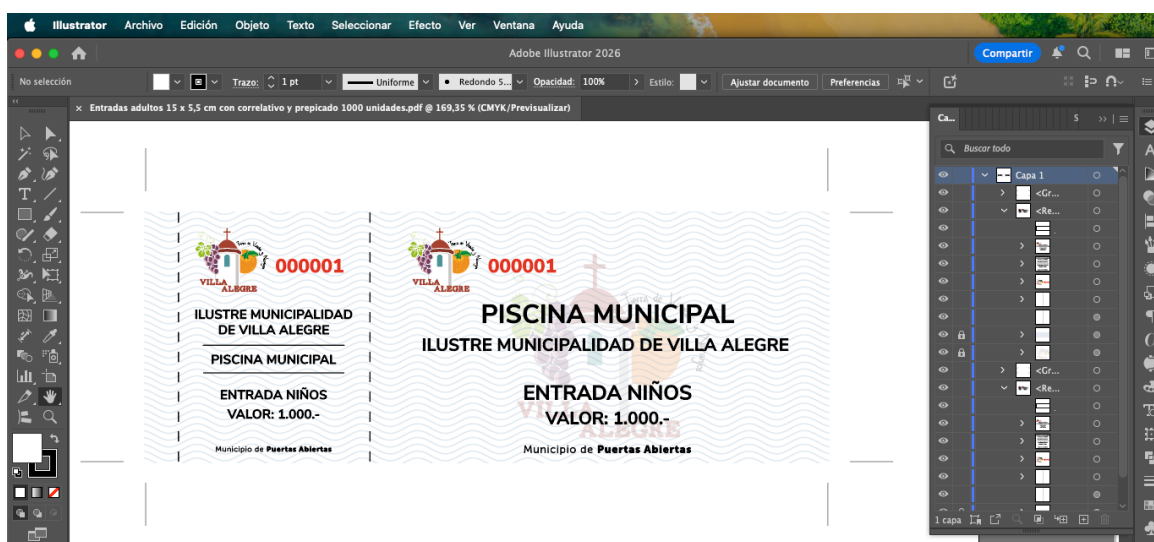 Illustrator Archivo Edición Objeto Texto Seleccionar Efecto Ver Ventana Ayuda
Adobe Illustrator 2026
Compartir
No selección
Trazo: 1 pt
Uniforme
Redondo 5...
Opacidad: 100%
Estilo:
Ajustar documento
Preferencias
× Entradas adultos 15 x 5,5 cm con correlativo y prepicado 1000 unidades.pdf @ 169,35 % (CMYK/Previsualizar)
Ca...
Buscar todo
Capa 1
<Gr...
<Re...
<Gr...
<Re...
1 capa
VILLA
ALEGRE
000001
ILUSTRE MUNICIPALIDAD
DE VILLA ALEGRE
PISCINA MUNICIPAL
ENTRADA NIÑOS
VALOR: 1.000.-
Municipio de Puertas Abiertas
VILLA
ALEGRE
000001
PISCINA MUNICIPAL
ILUSTRE MUNICIPALIDAD DE VILLA ALEGRE
ENTRADA NIÑOS
VALOR: 1.000.-
VILLA
ALEGRE
Municipio de Puertas Abiertas